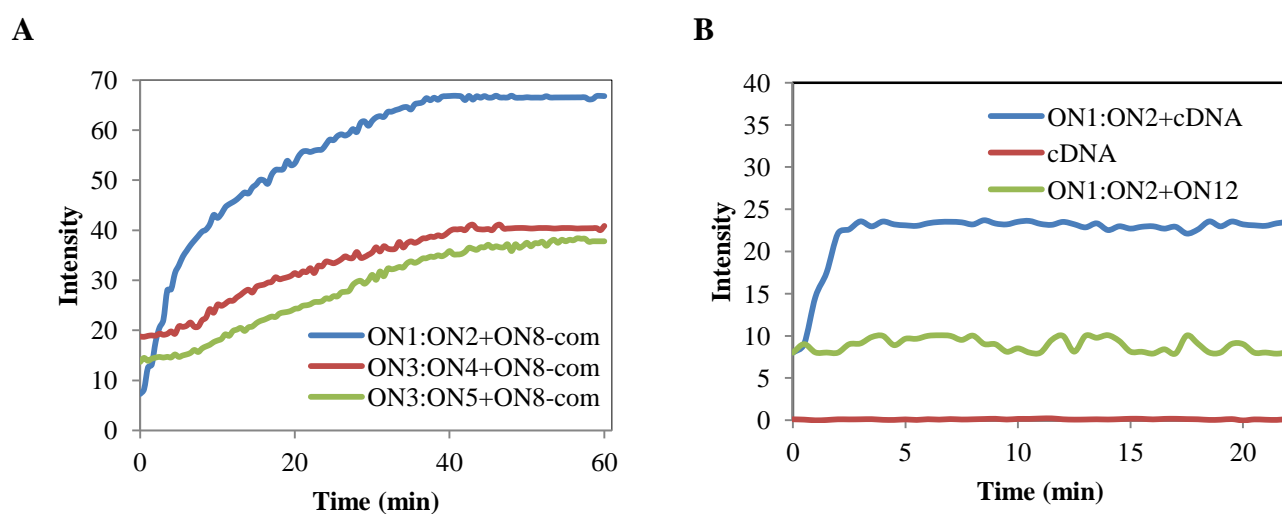 A
70
60
50
40
30
20
10
0
Intensity
ON1:ON2+ON8-com
ON3:ON4+ON8-com
ON3:ON5+ON8-com
0 20 40 60
Time (min)
B
40
35
30
25
20
15
10
5
0
Intensity
ON1:ON2+cDNA
cDNA
ON1:ON2+ON12
0 5 10 15 20
Time (min)